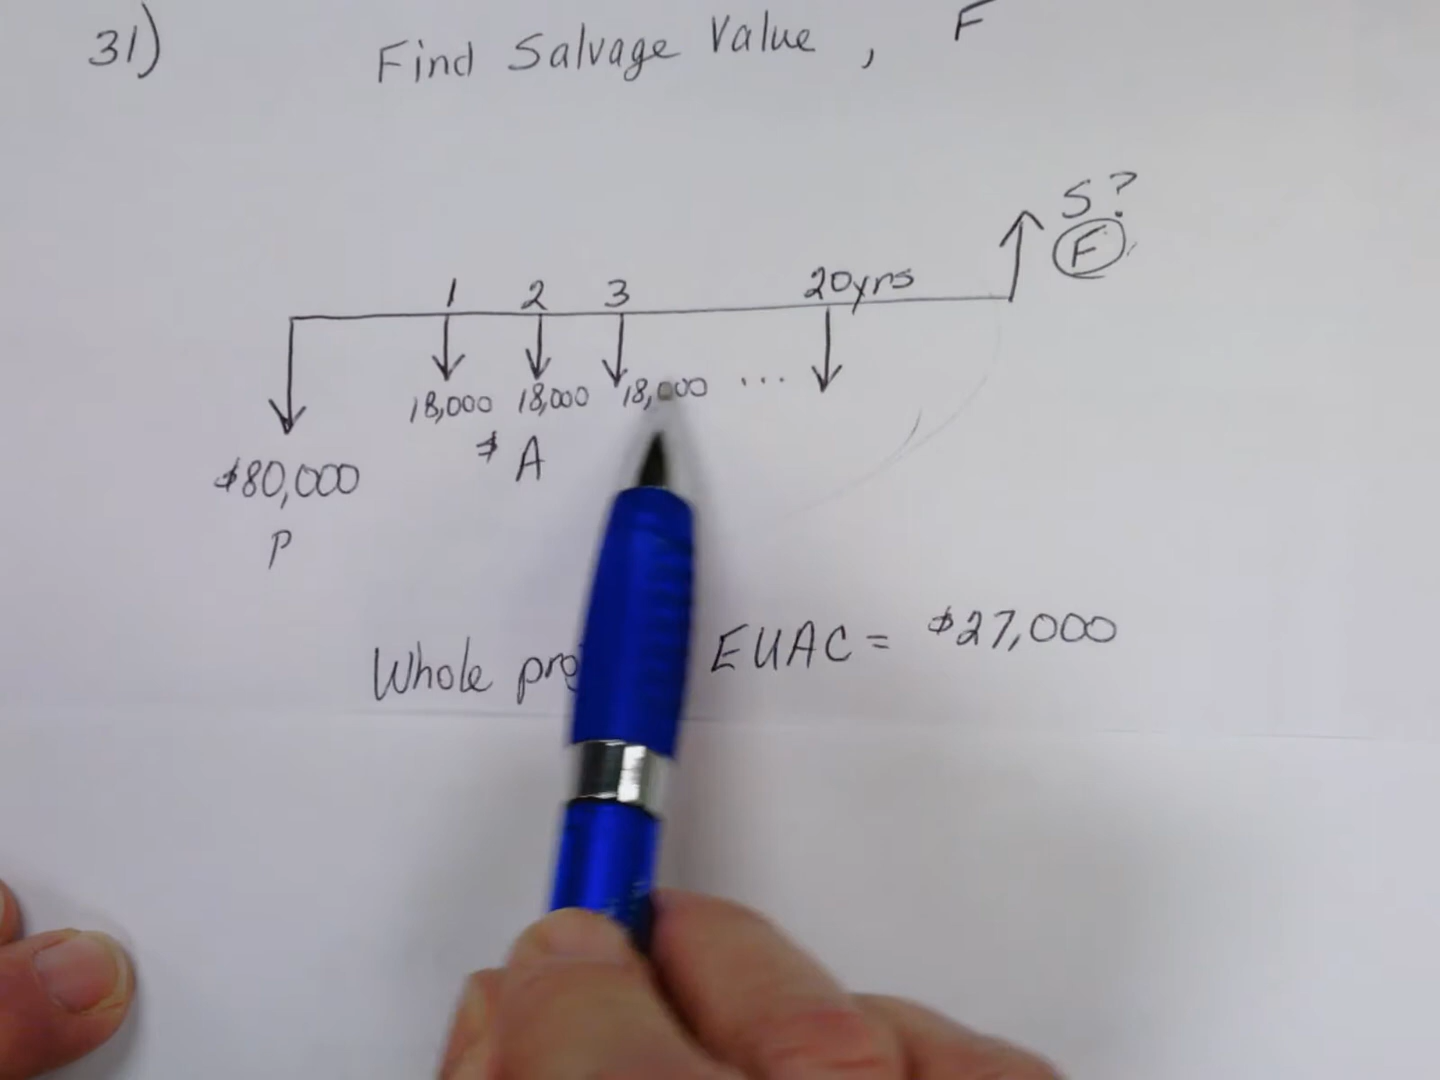 31) Find Salvage Value, F
S?
F
1 2 3 20yrs
18,000 18,000 18,000 ...
$ A
$80,000
P
Whole EUAC = $27,000